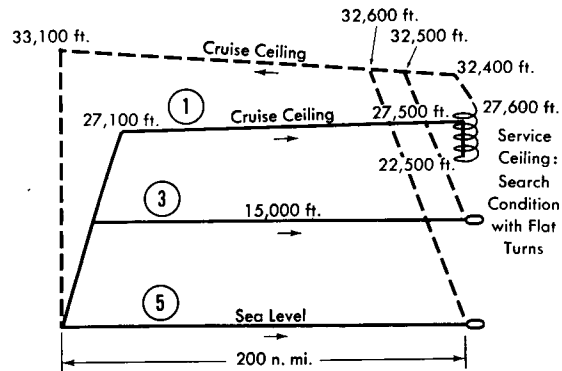 33,100 ft.
32,600 ft.
32,500 ft.
Cruise Ceiling
32,400 ft.
1
Cruise Ceiling
27,100 ft.
27,500 ft.
27,600 ft.
Service
Ceiling:
Search
Condition
with Flat
Turns
22,500 ft.
3
15,000 ft.
5
Sea Level
200 n. mi.